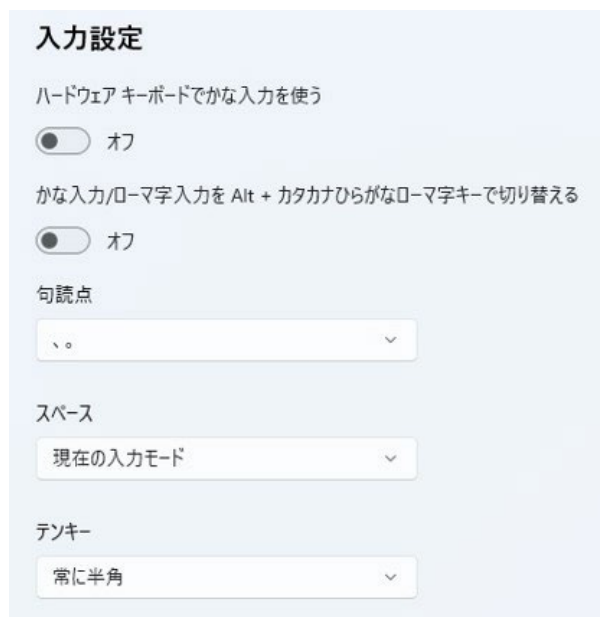 入力設定
ハードウェア キーボードでかな入力を使う
オフ
かな入力/ローマ字入力を Alt + カタカナひらがなローマ字キーで切り替える
オフ
句読点
、。
スペース
現在の入力モード
テンキー
常に半角